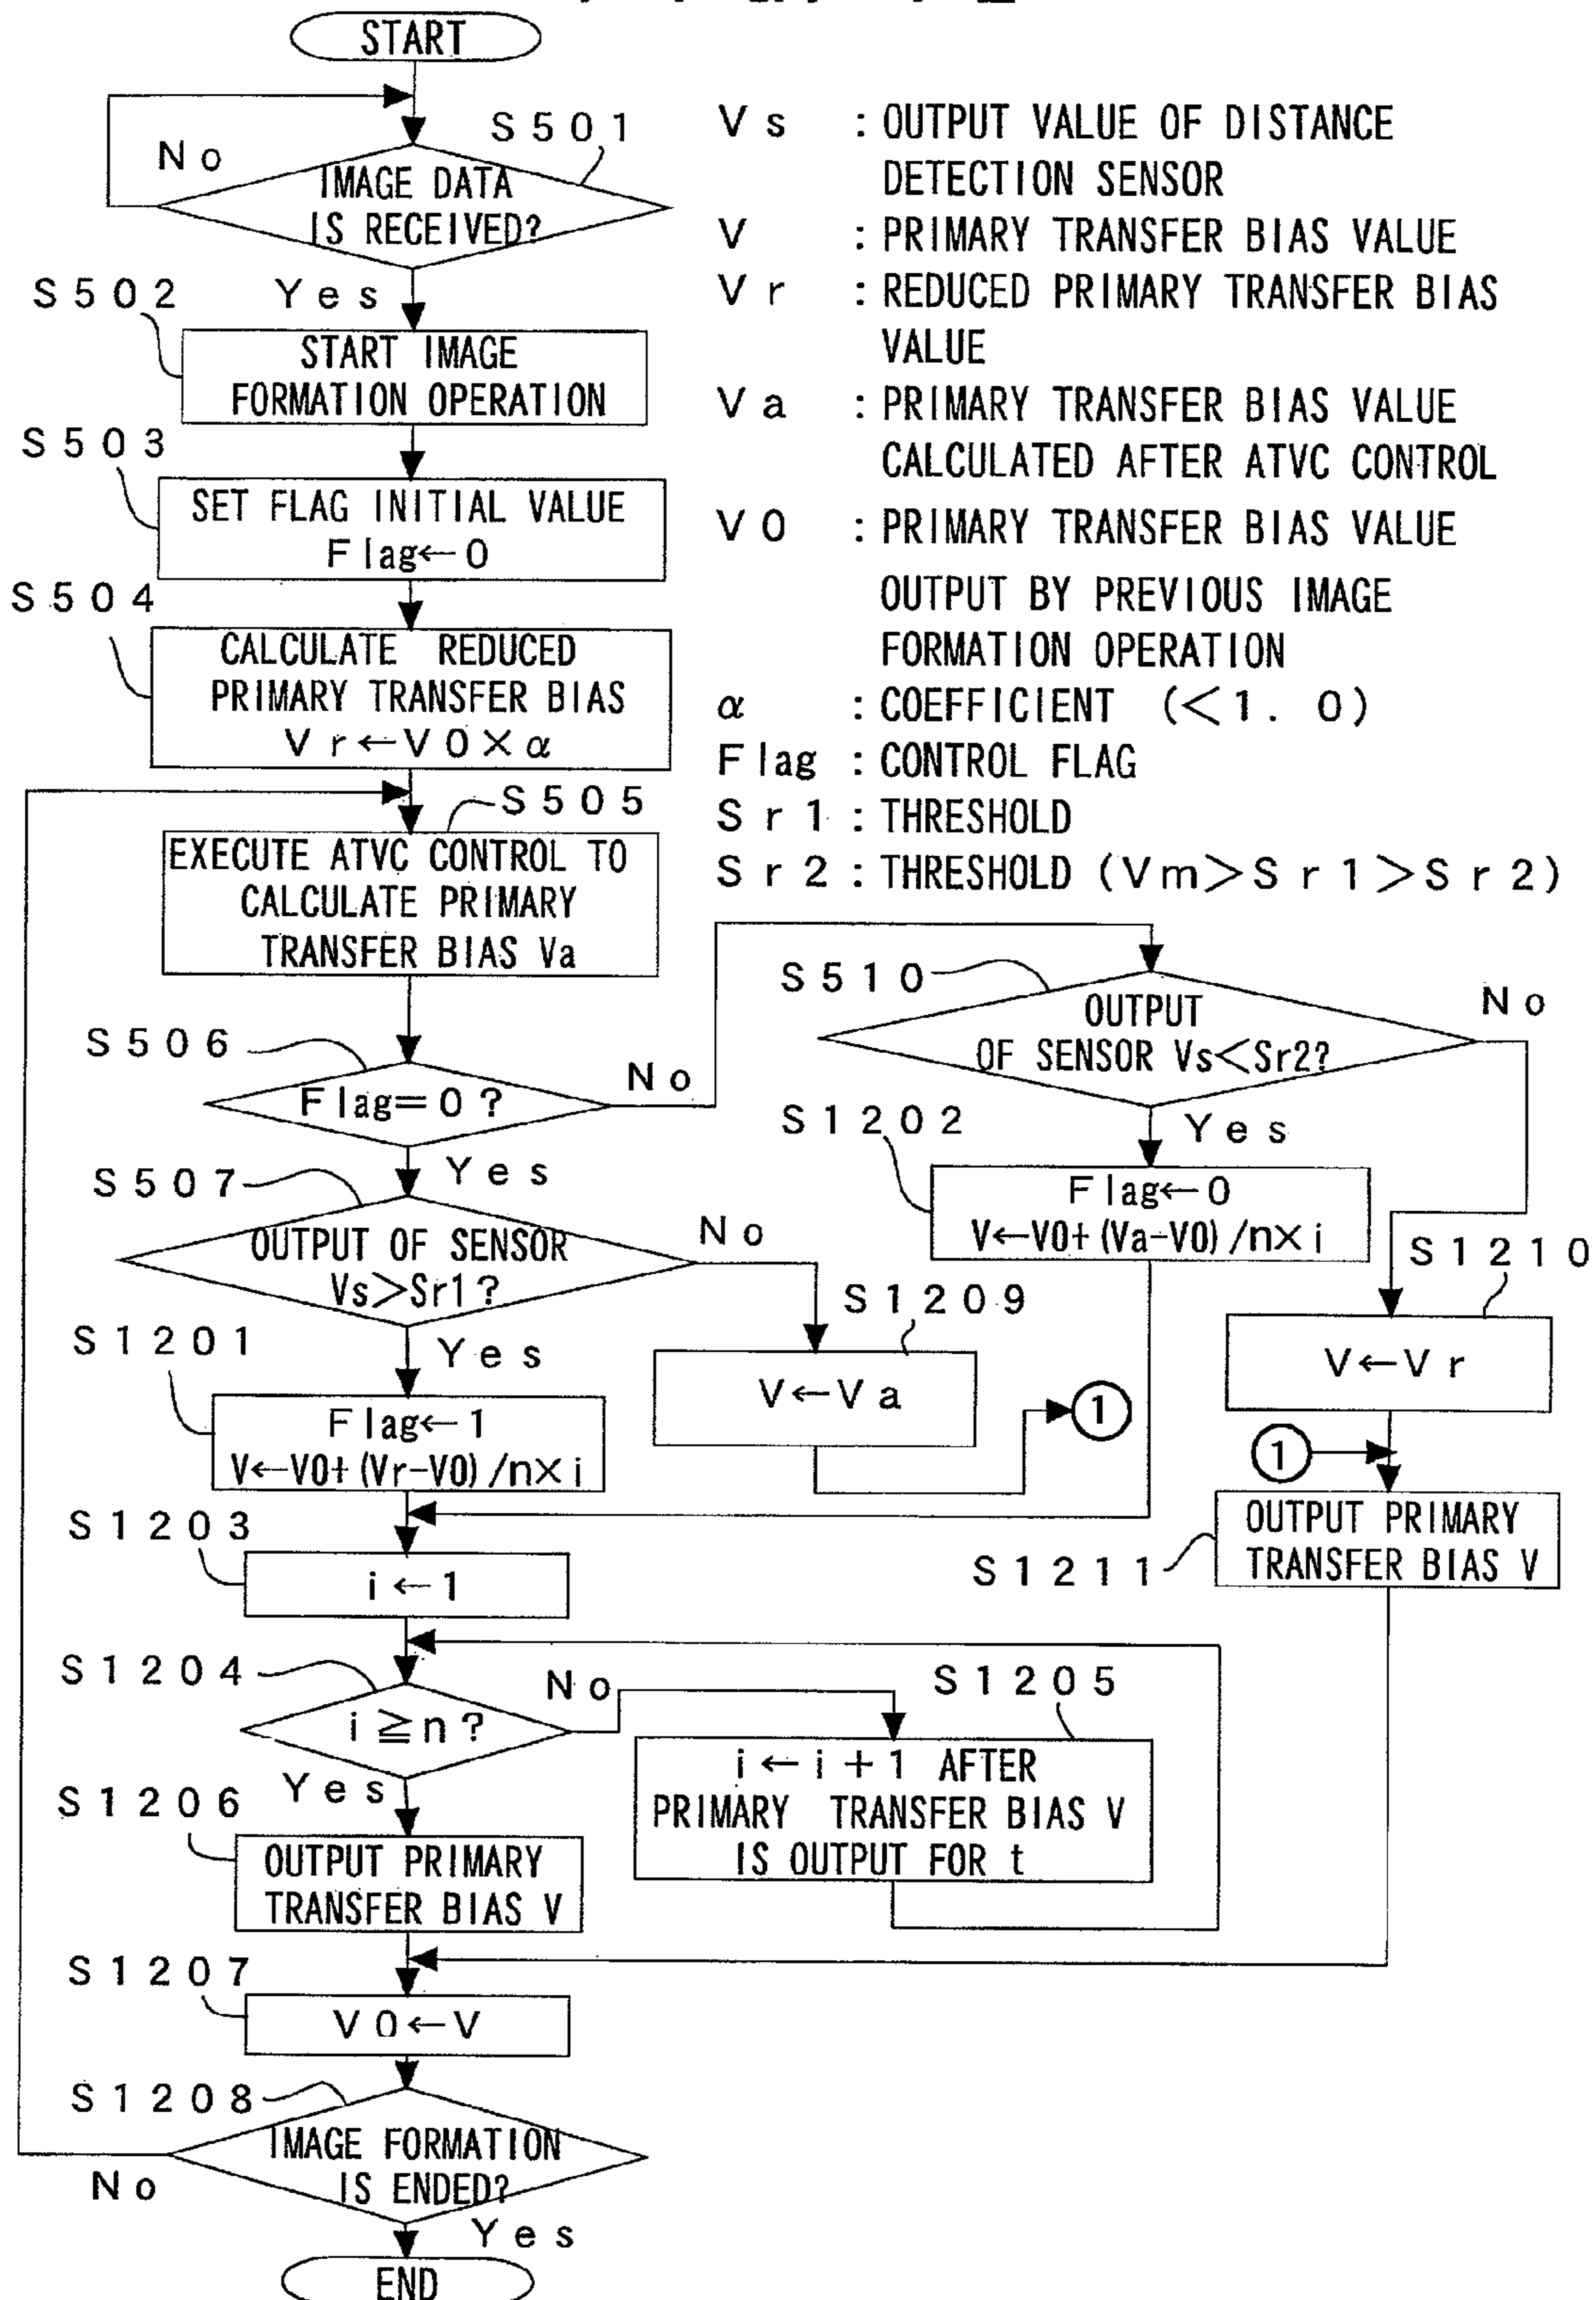 START
S501
No
IMAGE DATA
IS RECEIVED?
Yes
S502
START IMAGE
FORMATION OPERATION
S503
SET FLAG INITIAL VALUE
Flag←0
S504
CALCULATE REDUCED
PRIMARY TRANSFER BIAS
Vr←V0×α
S505
EXECUTE ATVC CONTROL TO
CALCULATE PRIMARY
TRANSFER BIAS Va
Vs : OUTPUT VALUE OF DISTANCE
DETECTION SENSOR
V : PRIMARY TRANSFER BIAS VALUE
Vr : REDUCED PRIMARY TRANSFER BIAS
VALUE
Va : PRIMARY TRANSFER BIAS VALUE
CALCULATED AFTER ATVC CONTROL
V0 : PRIMARY TRANSFER BIAS VALUE
OUTPUT BY PREVIOUS IMAGE
FORMATION OPERATION
α : COEFFICIENT (<1. 0)
Flag : CONTROL FLAG
Sr1 : THRESHOLD
Sr2 : THRESHOLD (Vm>Sr1>Sr2)
S506
Flag=0?
No
Yes
S510
OUTPUT
OF SENSOR Vs<Sr2?
No
Yes
S1202
Flag←0
V←V0+(Va-V0)/n×i
S507
OUTPUT OF SENSOR
Vs>Sr1?
No
Yes
S1209
V←Va
1
S1210
V←Vr
1
S1211
OUTPUT PRIMARY
TRANSFER BIAS V
S1201
Flag←1
V←V0+(Vr-V0)/n×i
S1203
i←1
S1204
i≧n?
No
Yes
S1205
i←i+1 AFTER
PRIMARY TRANSFER BIAS V
IS OUTPUT FOR t
S1206
OUTPUT PRIMARY
TRANSFER BIAS V
S1207
V0←V
S1208
IMAGE FORMATION
IS ENDED?
No
Yes
END